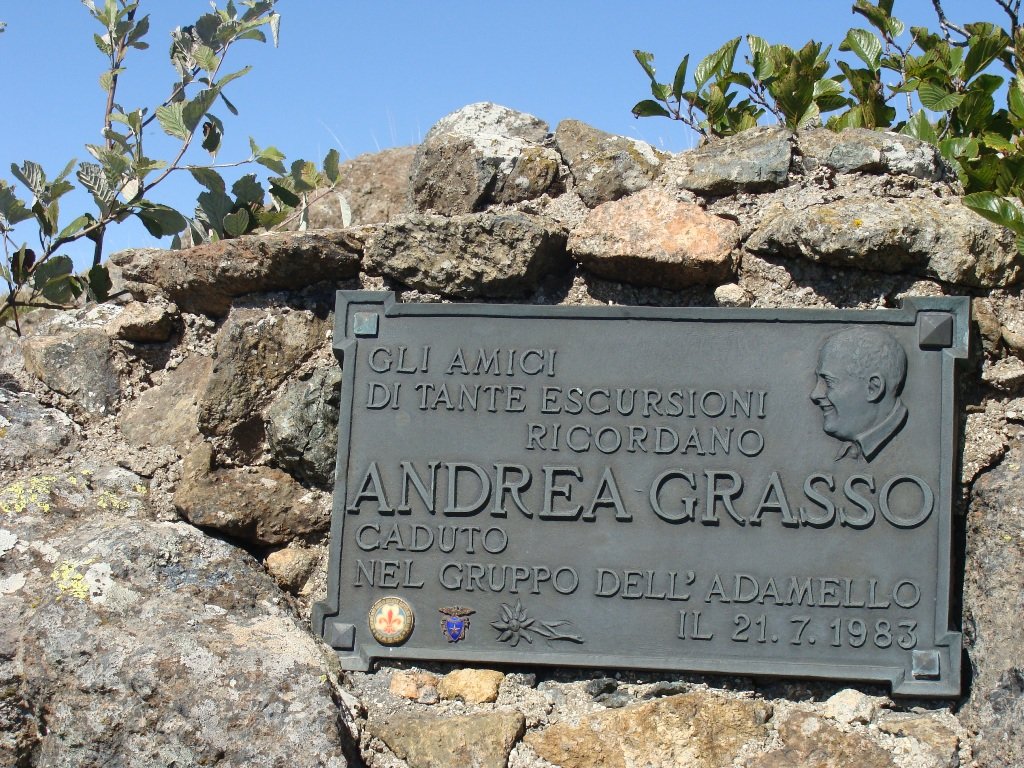 GLI AMICI
DI TANTE ESCURSIONI
RICORDANO
ANDREA GRASSO
CADUTO
NEL GRUPPO DELL'ADAMELLO
IL 21.7.1983